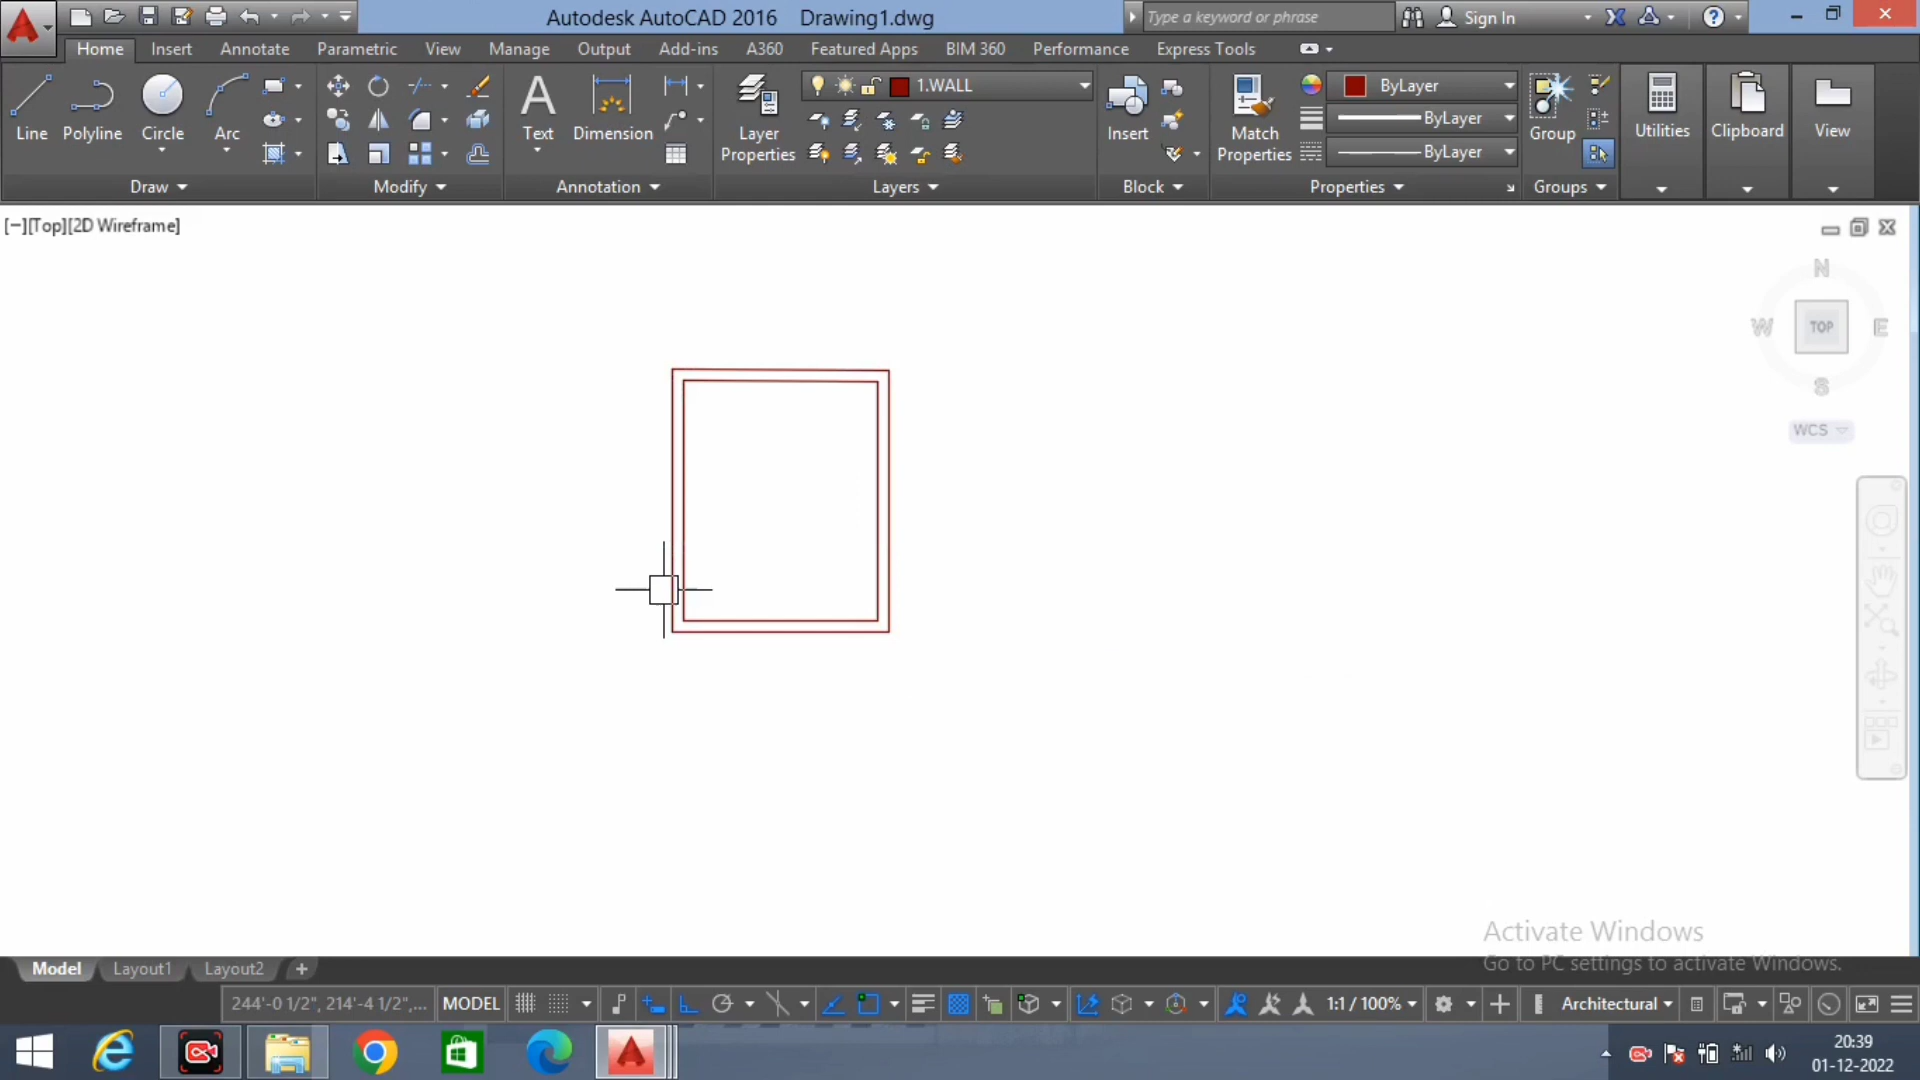 Autodesk AutoCAD 2016 Drawing1.dwg
Type a keyword or phrase
Sign In
Home Insert Annotate Parametric View Manage Output Add-ins A360 Featured Apps BIM 360 Performance Express Tools
Line Polyline Circle Arc
Text Dimension
Layer Properties
1.WALL
Insert
Match Properties
ByLayer
ByLayer
ByLayer
Group
Utilities Clipboard View
Draw Modify Annotation Layers Block Properties Groups
[−][Top][2D Wireframe]
N
W TOP E
S
WCS
Activate Windows
Go to PC settings to activate Windows.
Model Layout1 Layout2 +
244'-0 1/2", 214'-4 1/2",... MODEL 1:1 / 100% Architectural
20:39
01-12-2022